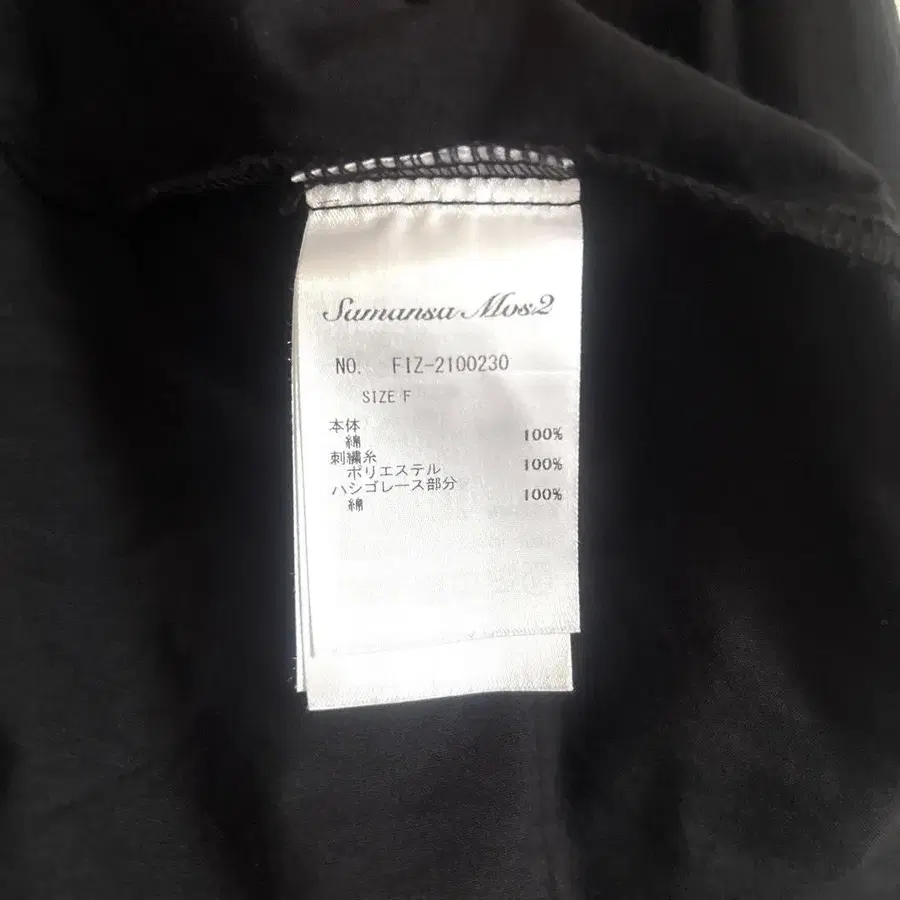 Samansa Mos2
NO. FIZ-2100230
SIZE F
本体
綿 100%
刺繍糸
ポリエステル 100%
ハシゴレース部分
綿 100%